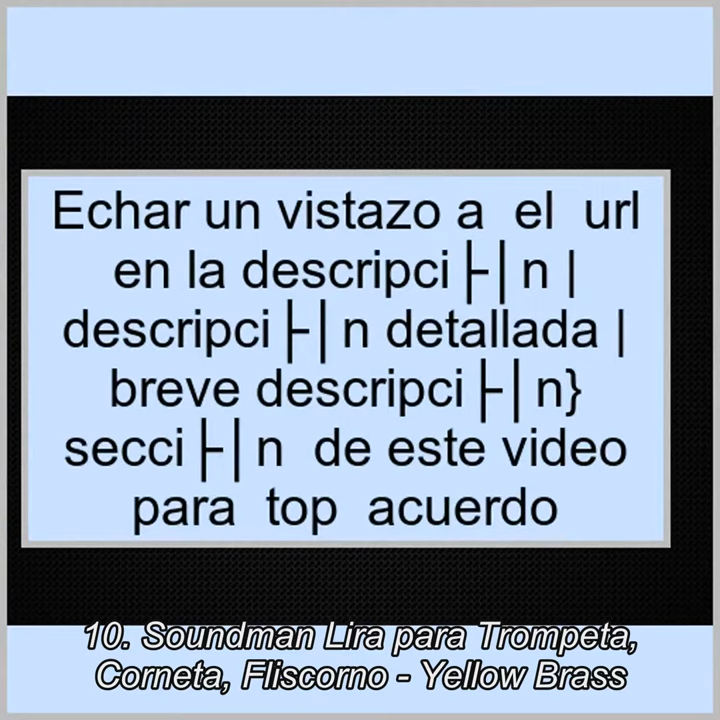 Echar un vistazo a el url
en la descripci├│n |
descripci├│n detallada |
breve descripci├│n}
secci├│n de este video
para top acuerdo
10. Soundman Lira para Trompeta,
Corneta, Fliscorno - Yellow Brass